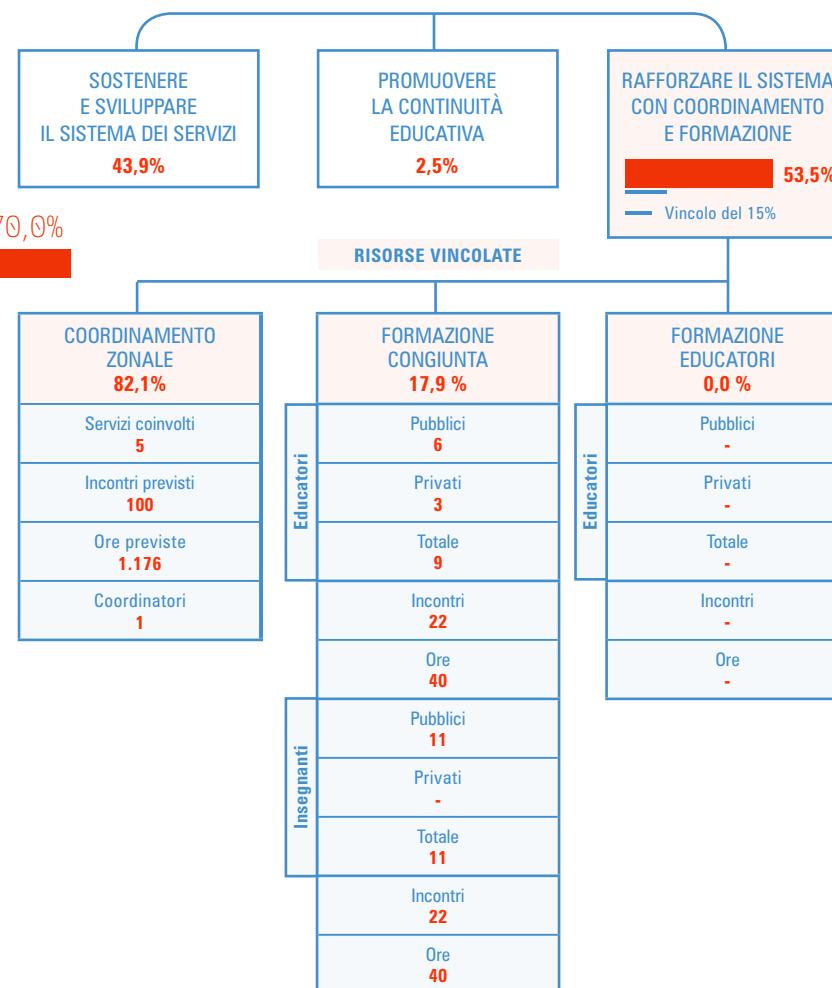 SOSTENERE
E SVILUPPARE
IL SISTEMA DEI SERVIZI
43,9%
PROMUOVERE
LA CONTINUITÀ
EDUCATIVA
2,5%
RAFFORZARE IL SISTEMA
CON COORDINAMENTO
E FORMAZIONE
53,5%
Vincolo del 15%
70,0%
RISORSE VINCOLATE
COORDINAMENTO
ZONALE
82,1%
Servizi coinvolti
5
Incontri previsti
100
Ore previste
1.176
Coordinatori
1
FORMAZIONE
CONGIUNTA
17,9 %
Educatori
Pubblici
6
Privati
3
Totale
9
Incontri
22
Ore
40
Insegnanti
Pubblici
11
Privati
-
Totale
11
Incontri
22
Ore
40
FORMAZIONE
EDUCATORI
0,0 %
Educatori
Pubblici
-
Privati
-
Totale
-
Incontri
-
Ore
-